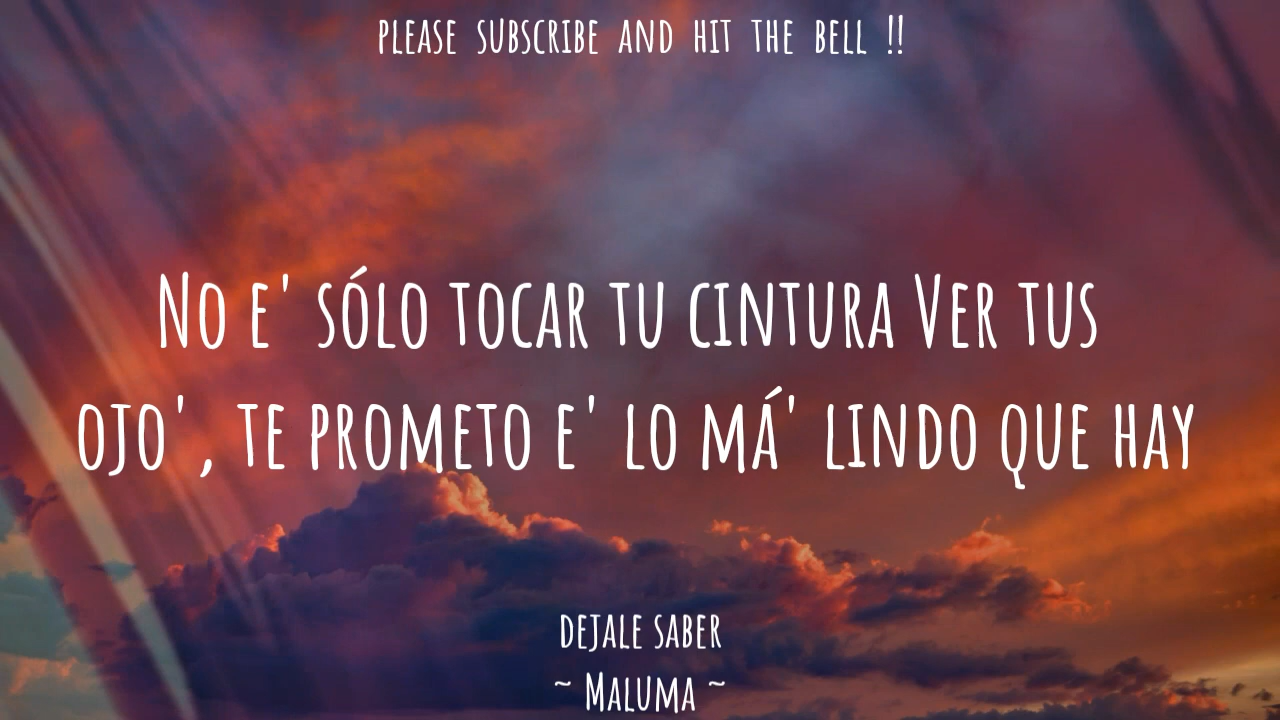 PLEASE SUBSCRIBE AND HIT THE BELL !!
No e' sólo tocar tu cintura Ver tus
ojo', te prometo e' lo má' lindo que hay
DEJALE SABER
~ Maluma ~